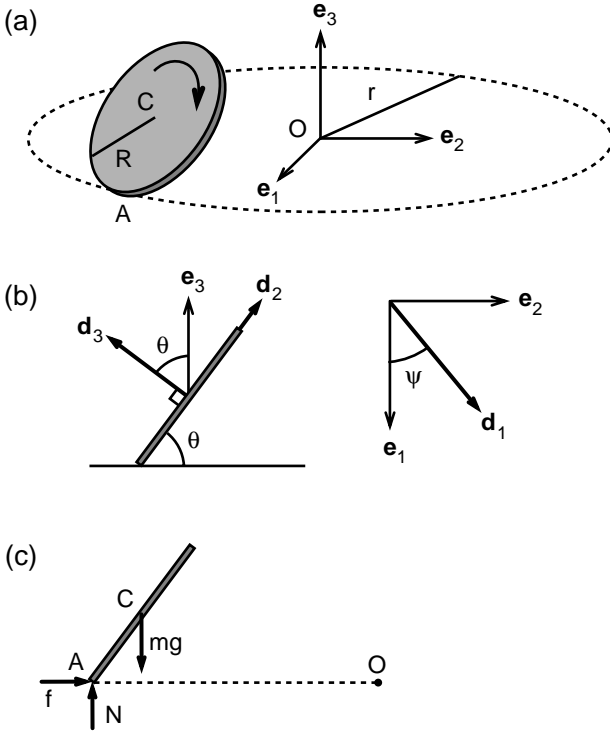 (a)
e3
C
r
O
e2
R
e1
A
(b)
e3
d2
d3
θ
e2
ψ
θ
d1
e1
(c)
C
mg
A
O
f
N